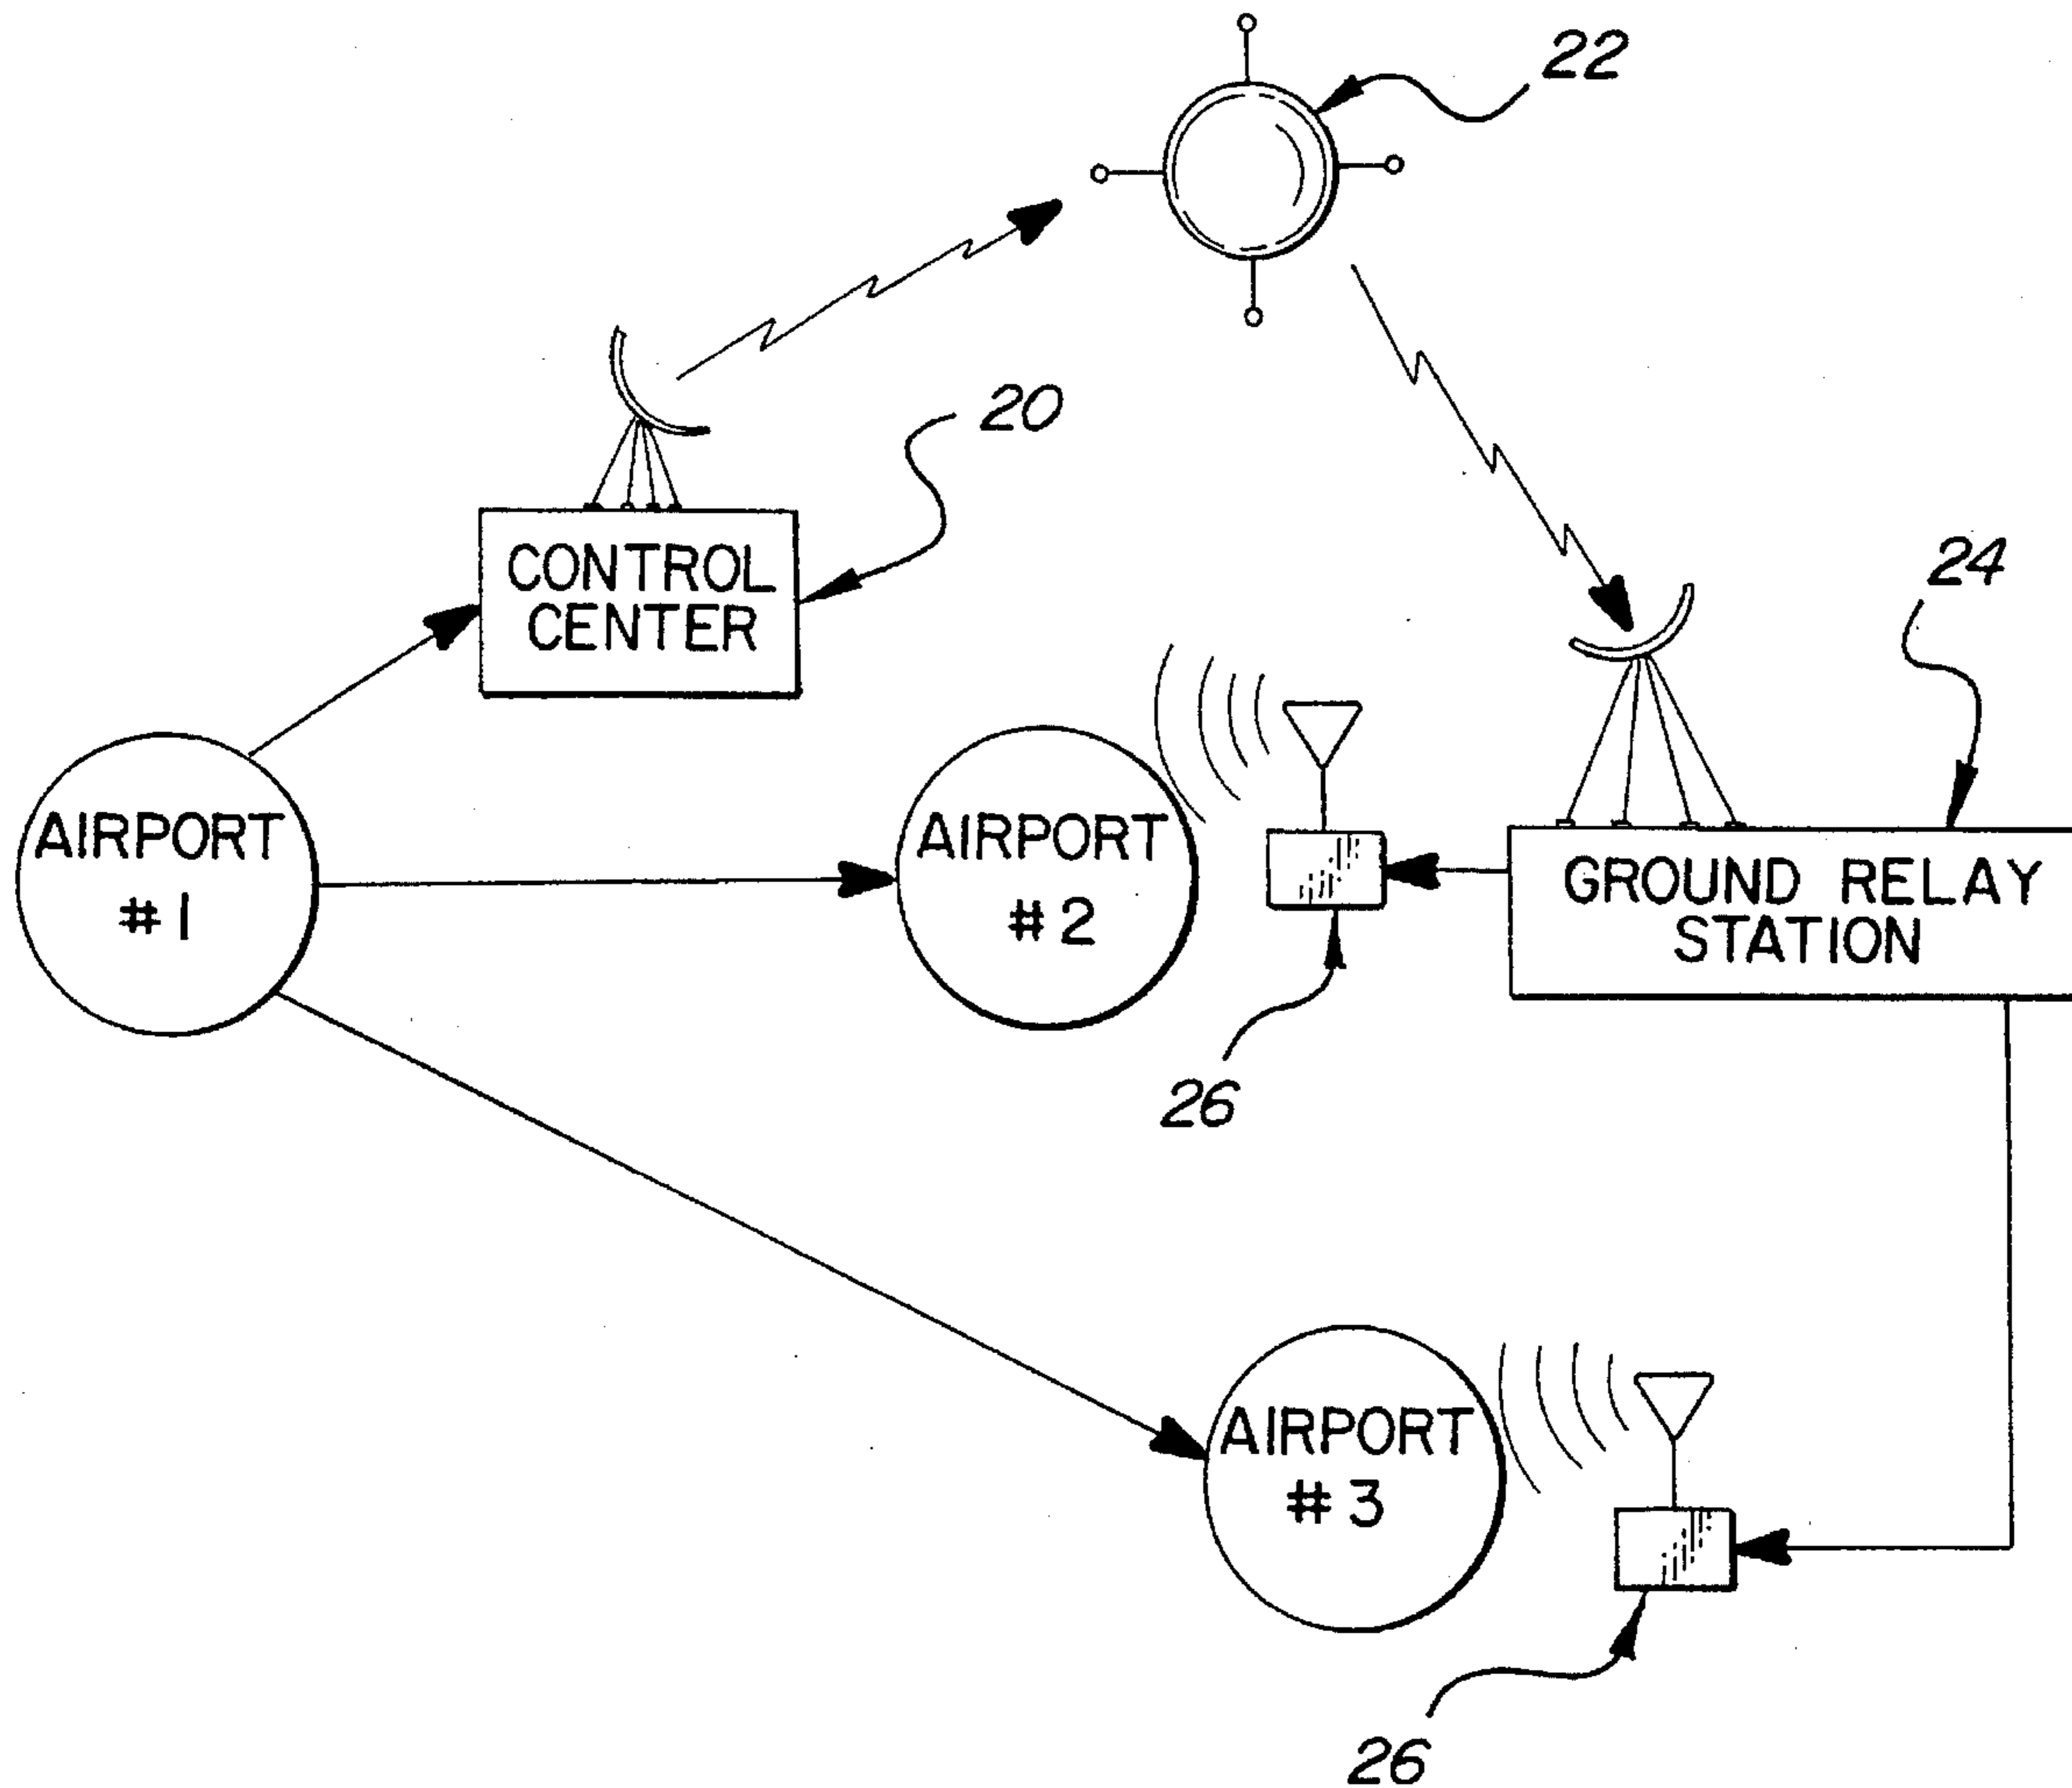 22
20
CONTROL
CENTER
24
AIRPORT
#1
AIRPORT
#2
GROUND RELAY
STATION
26
AIRPORT
#3
26